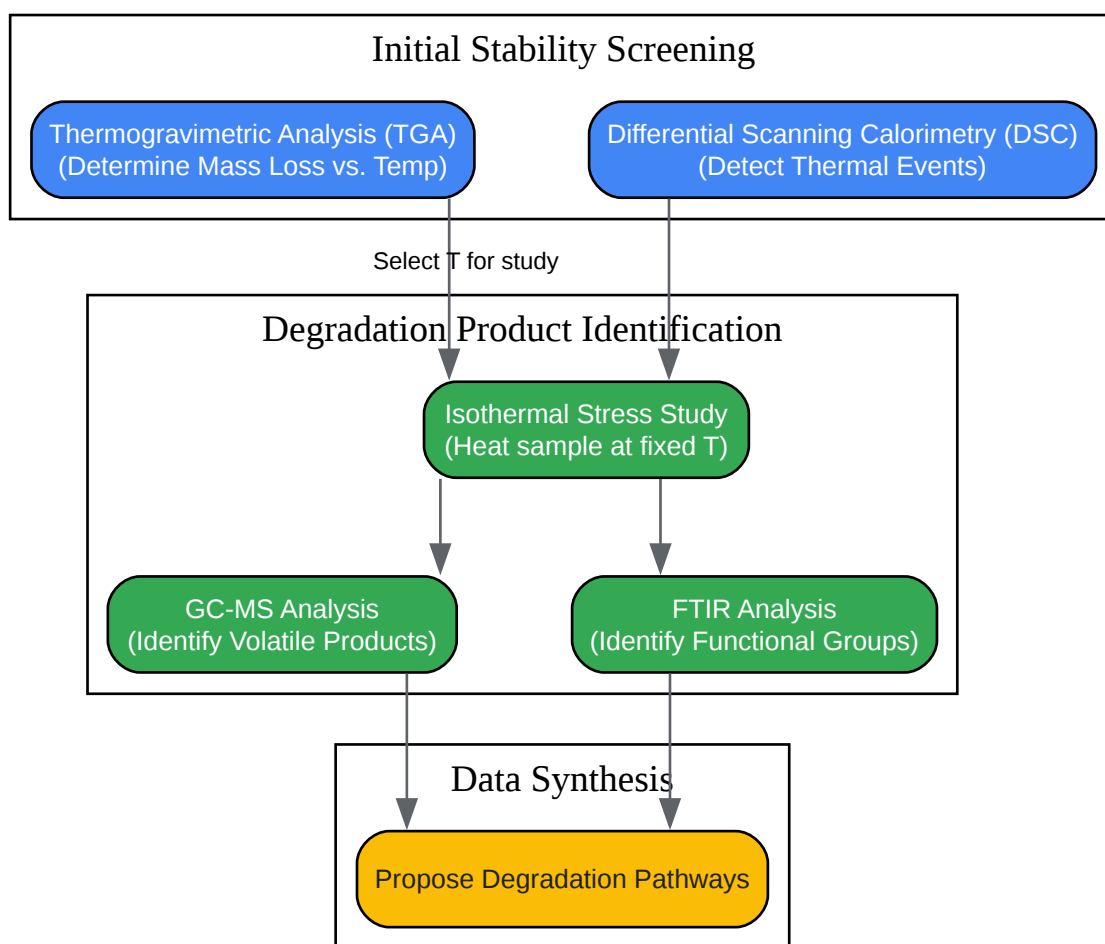 Initial Stability Screening
Thermogravimetric Analysis (TGA)
(Determine Mass Loss vs. Temp)
Differential Scanning Calorimetry (DSC)
(Detect Thermal Events)
Select T for study
Degradation Product Identification
Isothermal Stress Study
(Heat sample at fixed T)
GC-MS Analysis
(Identify Volatile Products)
FTIR Analysis
(Identify Functional Groups)
Data Synthesis
Propose Degradation Pathways